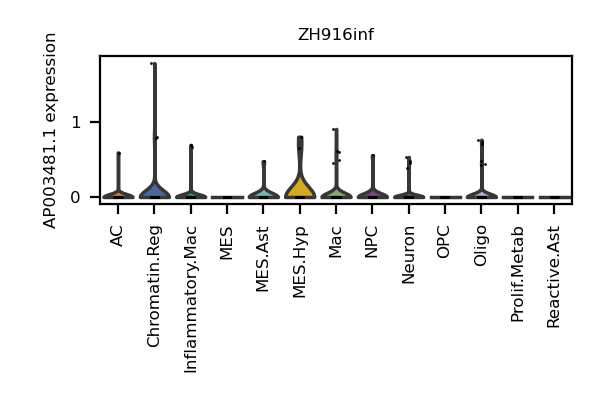 ZH916inf
AP003481.1 expression
1
0
AC
Chromatin.Reg
Inflammatory.Mac
MES
MES.Ast
MES.Hyp
Mac
NPC
Neuron
OPC
Oligo
Prolif.Metab
Reactive.Ast